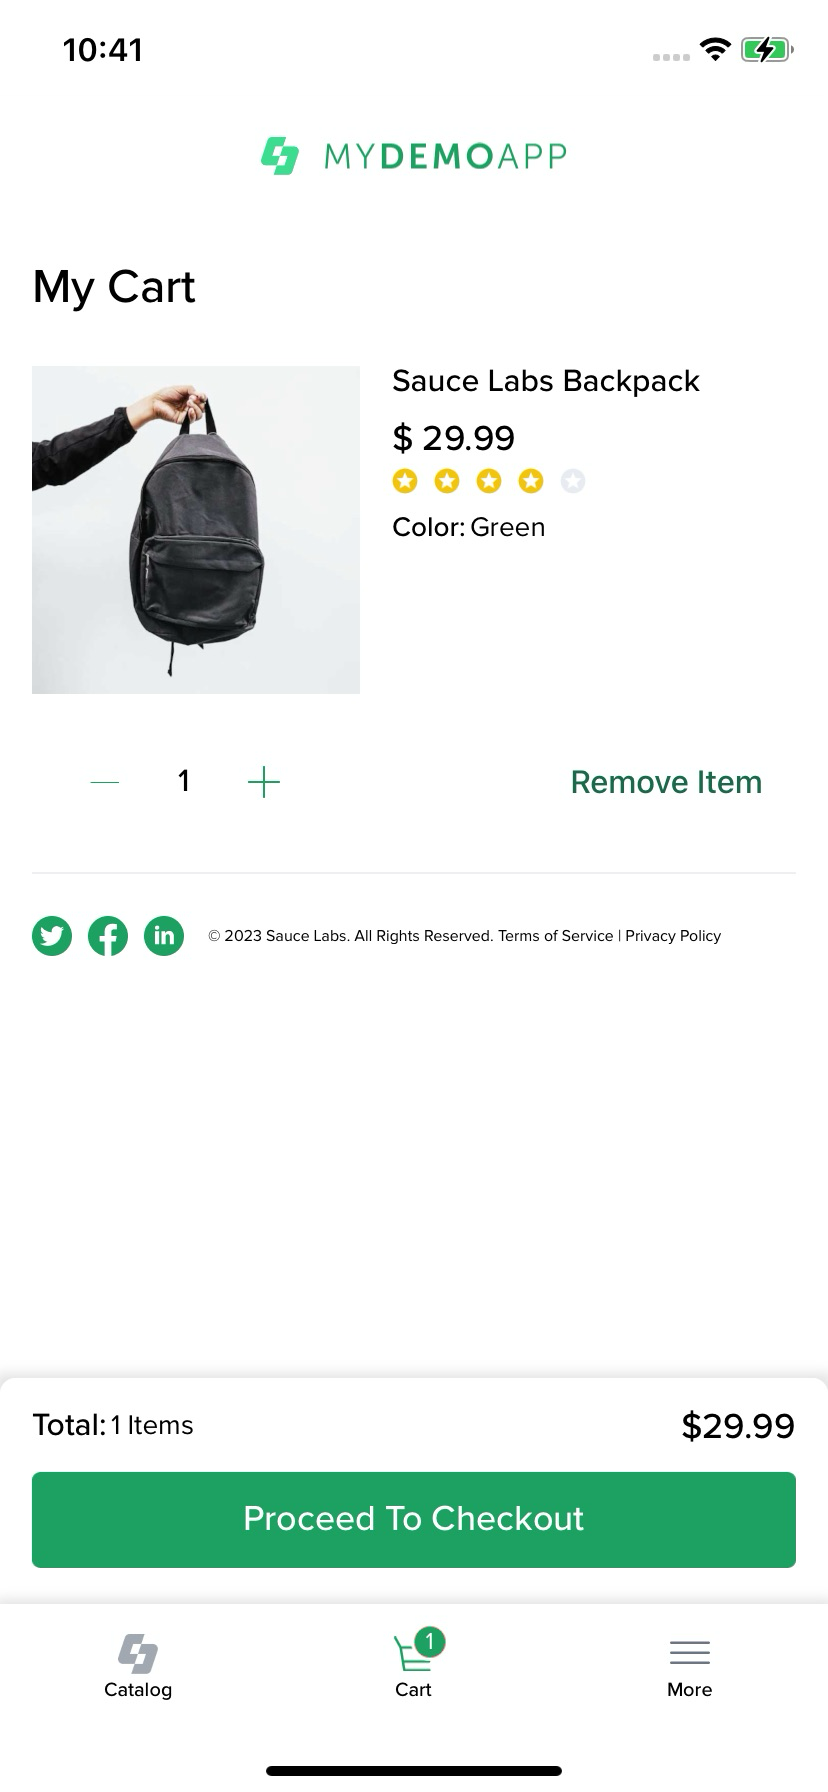 10:41
MYDEMOAPP
My Cart
Sauce Labs Backpack
$ 29.99
Color: Green
1
Remove Item
in
© 2023 Sauce Labs. All Rights Reserved. Terms of Service | Privacy Policy
Total: 1 Items
$29.99
Proceed To Checkout
1
Catalog
Cart
More